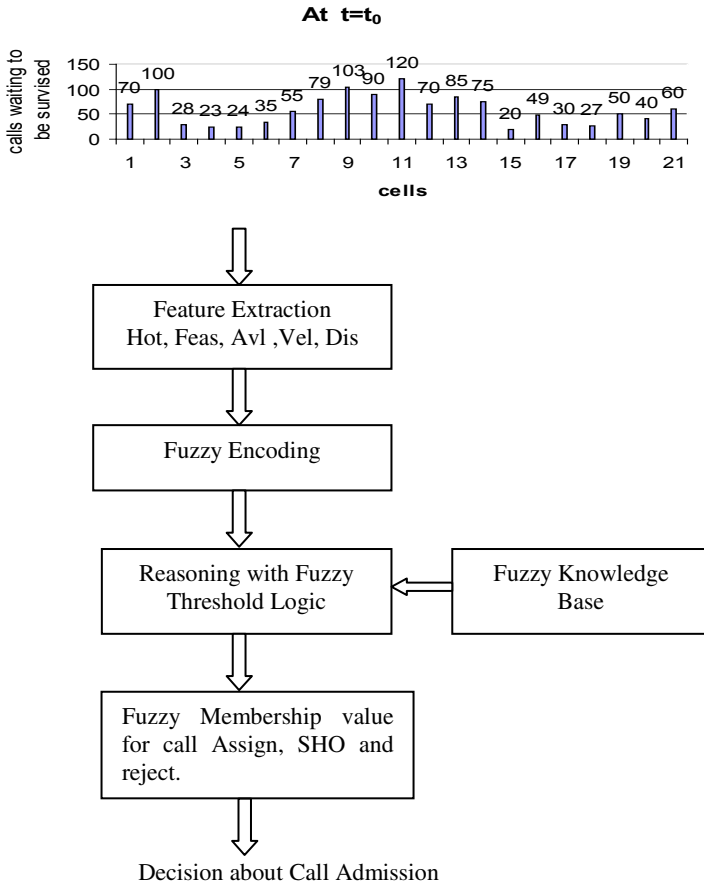 At t=t₀
calls waiting to
be survised
150
100
50
0
70 100 28 23 24 35 55 79 103 90 120 70 85 75 20 49 30 27 50 40 60
1 3 5 7 9 11 13 15 17 19 21
cells
Feature Extraction
Hot, Feas, Avl ,Vel, Dis
Fuzzy Encoding
Reasoning with Fuzzy
Threshold Logic
Fuzzy Knowledge
Base
Fuzzy Membership value
for call Assign, SHO and
reject.
Decision about Call Admission